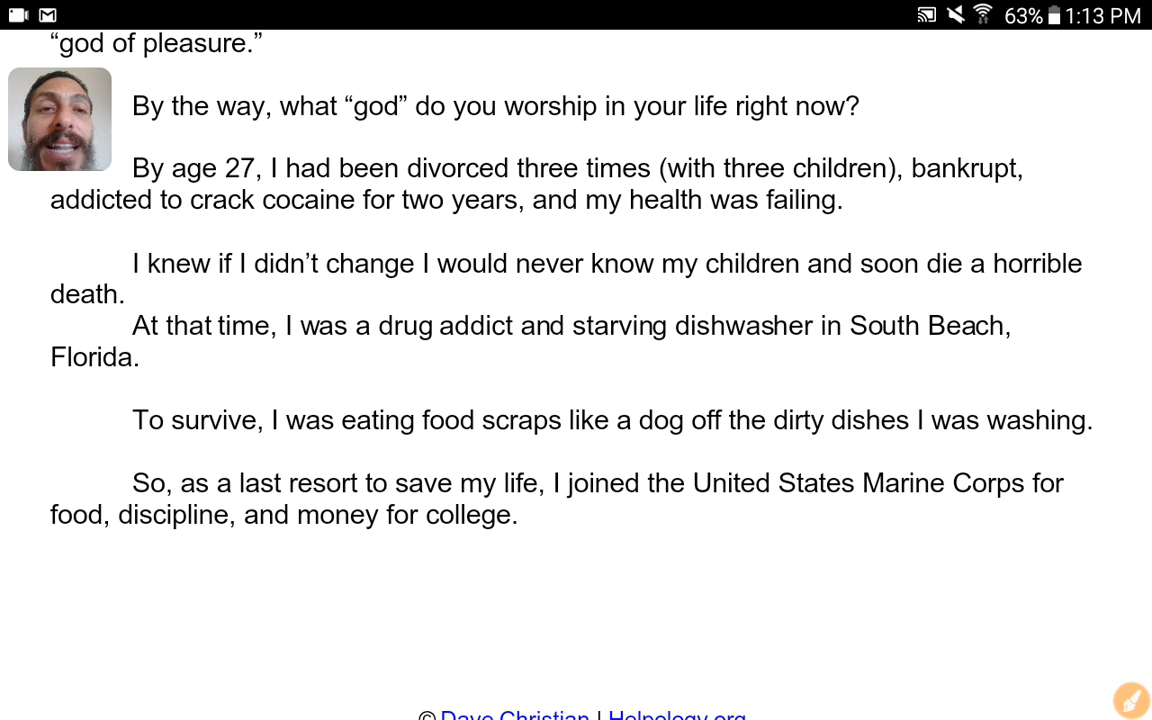 63% 1:13 PM
“god of pleasure.”
By the way, what “god” do you worship in your life right now?
By age 27, I had been divorced three times (with three children), bankrupt,
addicted to crack cocaine for two years, and my health was failing.
I knew if I didn’t change I would never know my children and soon die a horrible
death.
At that time, I was a drug addict and starving dishwasher in South Beach,
Florida.
To survive, I was eating food scraps like a dog off the dirty dishes I was washing.
So, as a last resort to save my life, I joined the United States Marine Corps for
food, discipline, and money for college.
© Dave Christian | Helpology.org